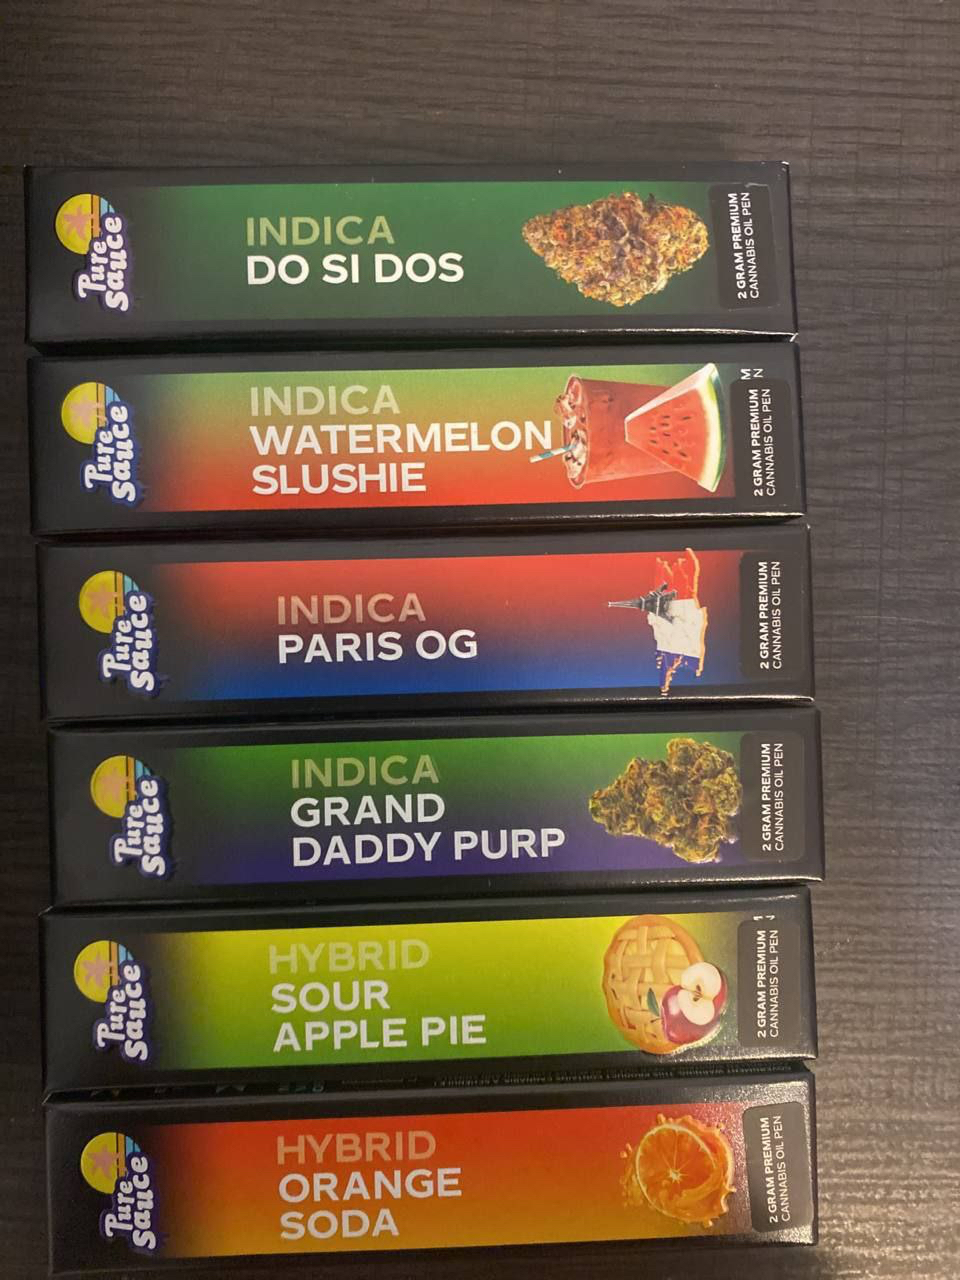 Pure
Sauce
INDICA
DO SI DOS
2 GRAM PREMIUM
CANNABIS OIL PEN
Pure
Sauce
INDICA
WATERMELON
SLUSHIE
2 GRAM PREMIUM
CANNABIS OIL PEN
M
N
Pure
Sauce
INDICA
PARIS OG
2 GRAM PREMIUM
CANNABIS OIL PEN
Pure
Sauce
INDICA
GRAND
DADDY PURP
2 GRAM PREMIUM
CANNABIS OIL PEN
Pure
Sauce
HYBRID
SOUR
APPLE PIE
2 GRAM PREMIUM
CANNABIS OIL PEN
Pure
Sauce
HYBRID
ORANGE
SODA
2 GRAM PREMIUM
CANNABIS OIL PEN